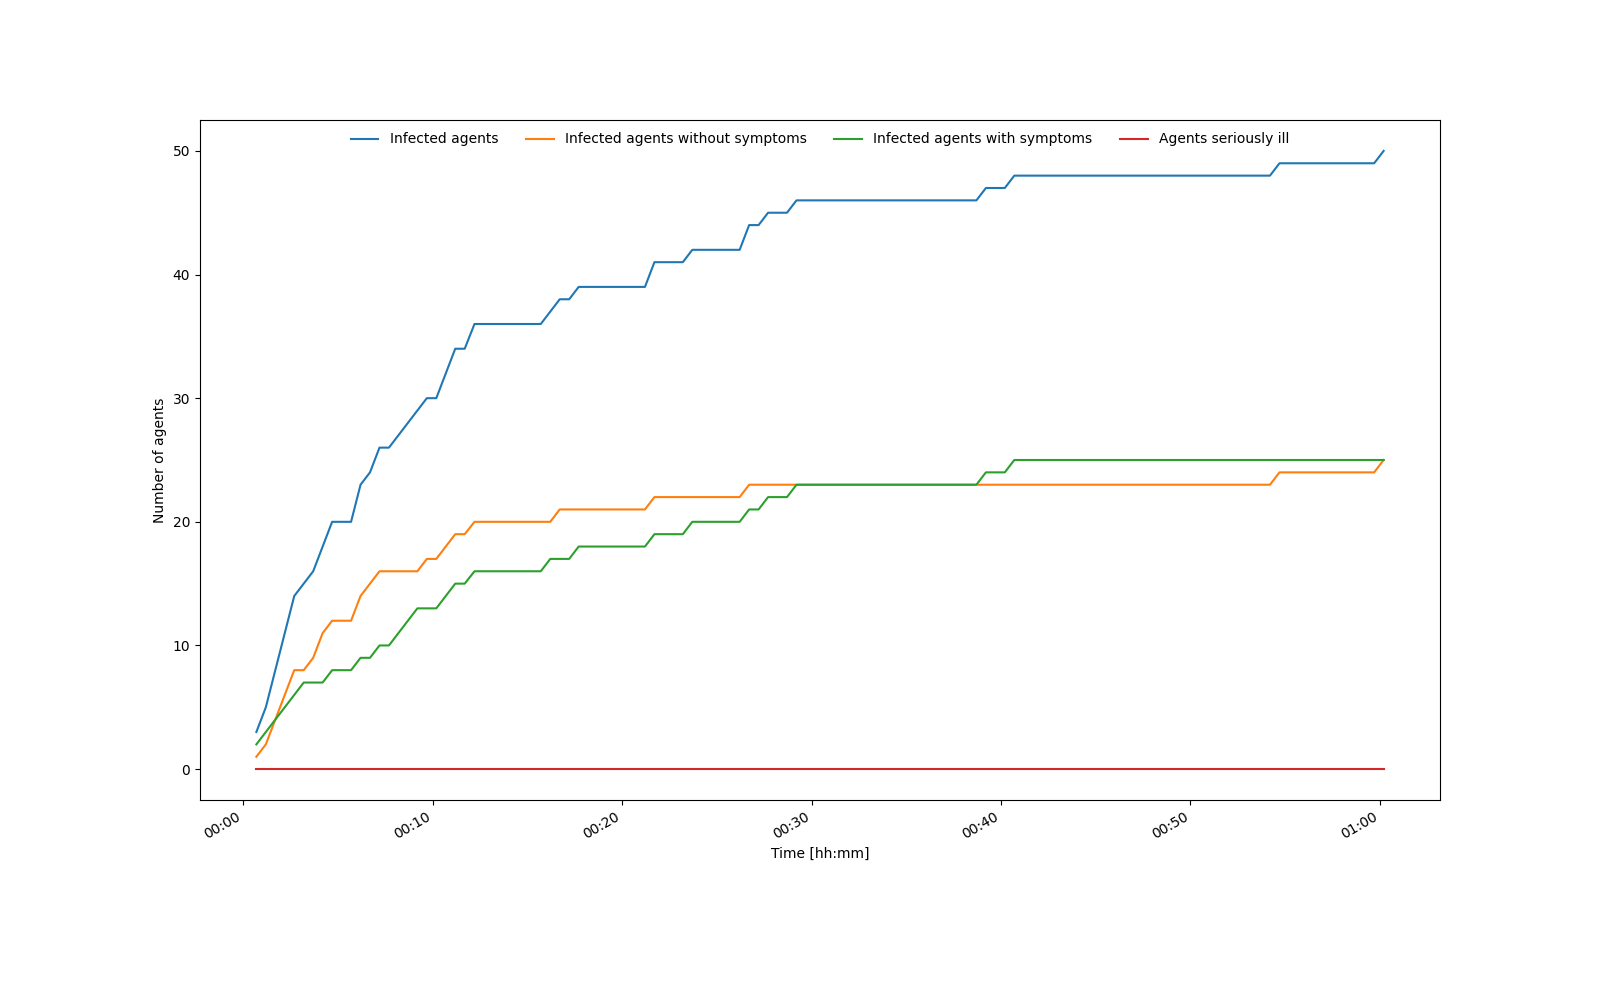 Infected agents Infected agents without symptoms Infected agents with symptoms Agents seriously ill
50
40
30
20
10
0
Number of agents
00:00 00:10 00:20 00:30 00:40 00:50 01:00
Time [hh:mm]